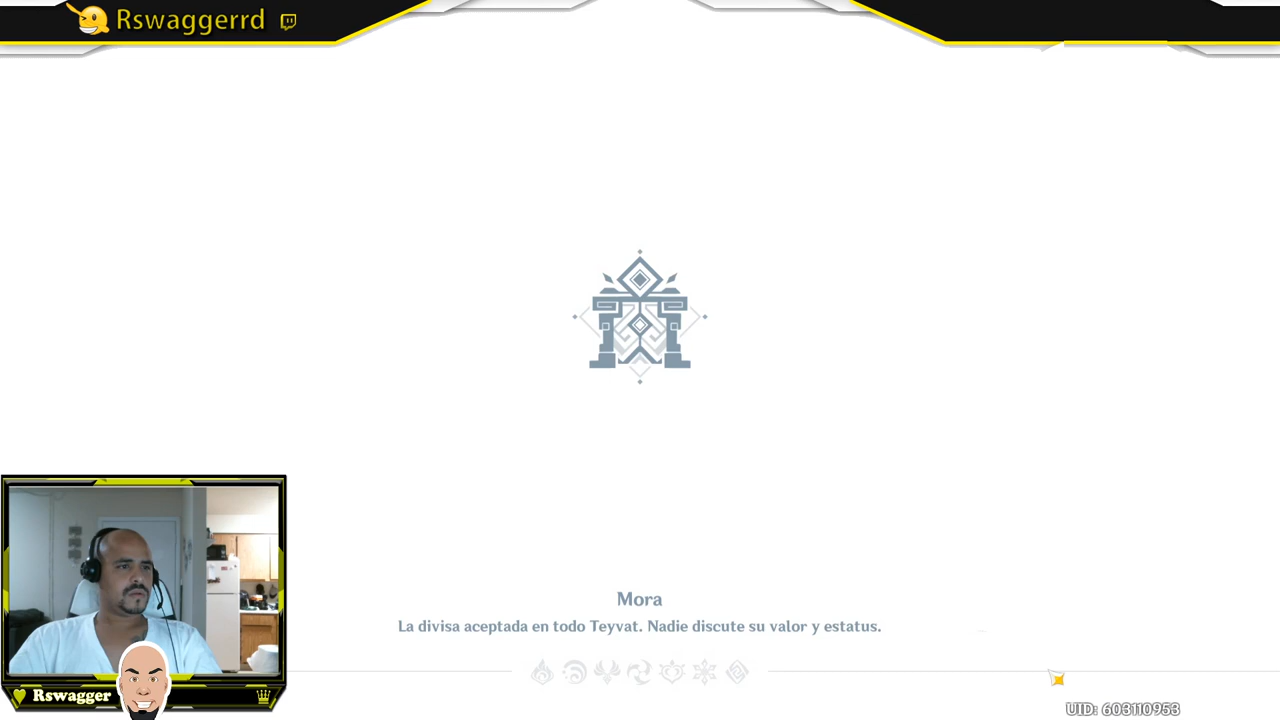 Rswaggerrd
Mora
La divisa aceptada en todo Teyvat. Nadie discute su valor y estatus.
Rswagger
UID: 603110953